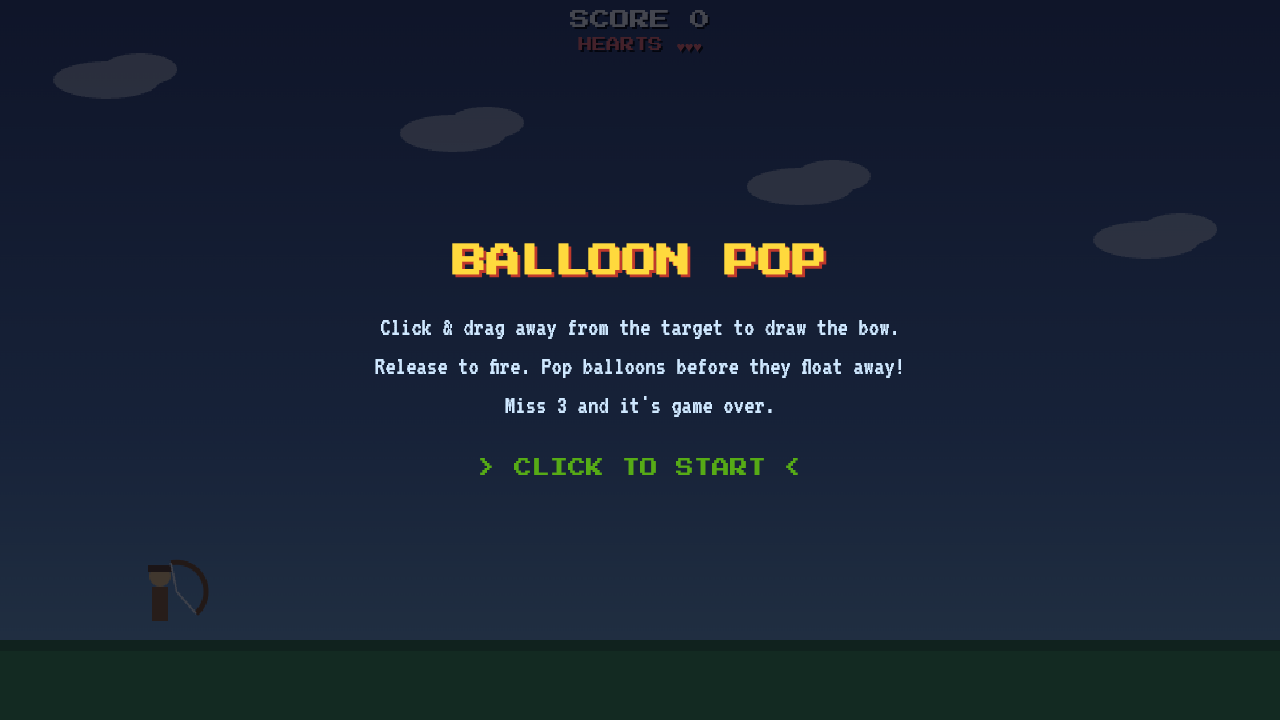 SCORE 0
HEARTS ♥♥♥
BALLOON POP
Click & drag away from the target to draw the bow.
Release to fire. Pop balloons before they float away!
Miss 3 and it's game over.
> CLICK TO START <